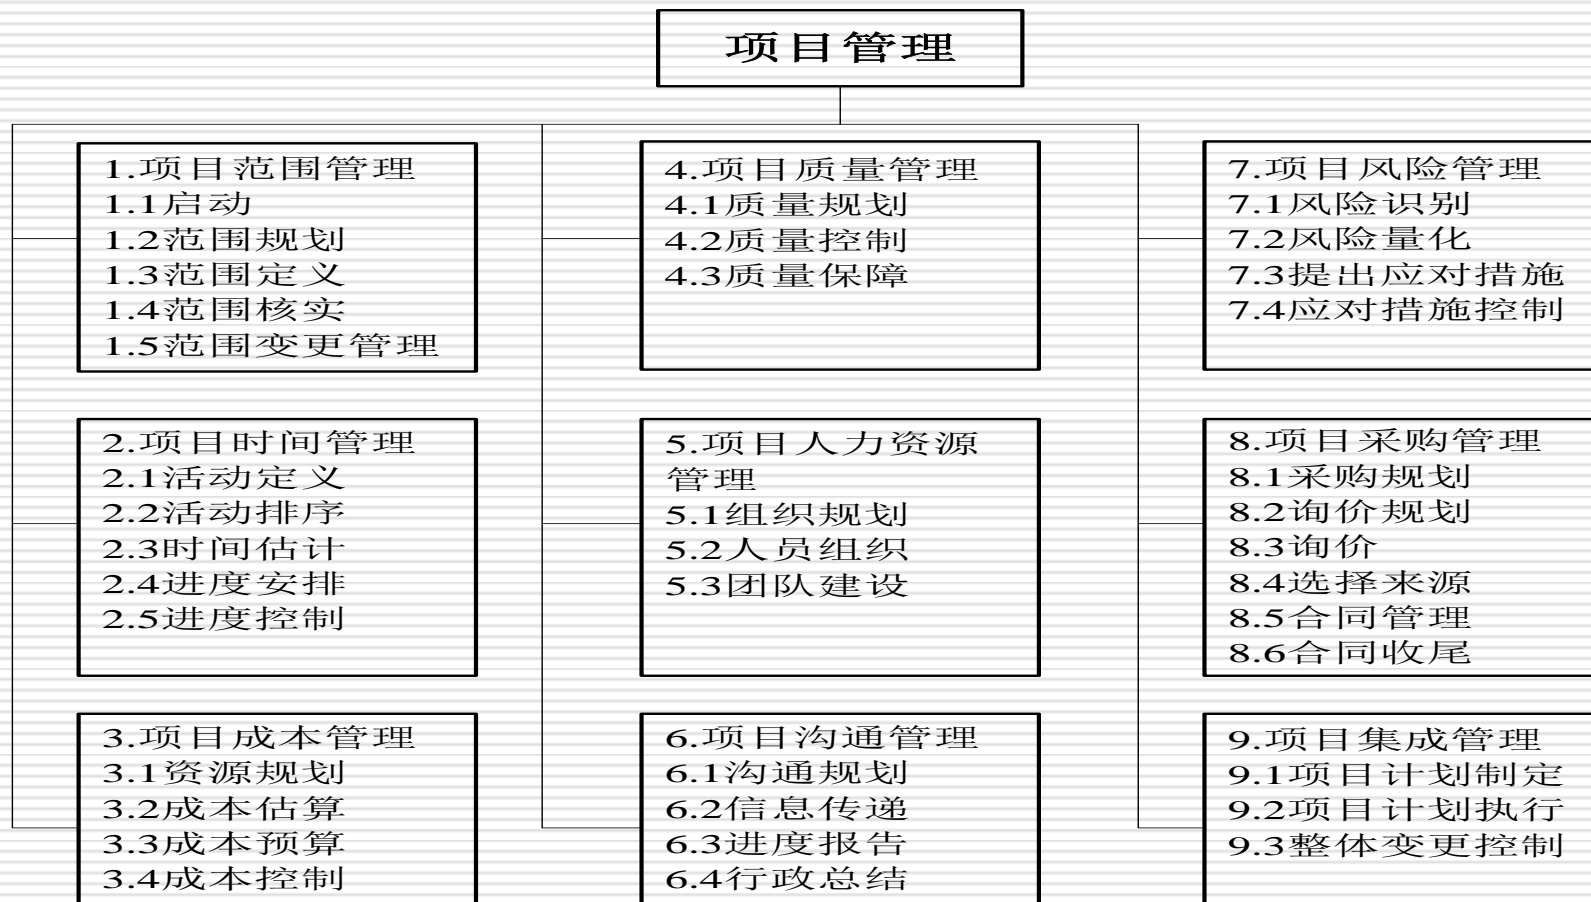 项目管理
1.项目范围管理
1.1启动
1.2范围规划
1.3范围定义
1.4范围核实
1.5范围变更管理
2.项目时间管理
2.1活动定义
2.2活动排序
2.3时间估计
2.4进度安排
2.5进度控制
3.项目成本管理
3.1资源规划
3.2成本估算
3.3成本预算
3.4成本控制
4.项目质量管理
4.1质量规划
4.2质量控制
4.3质量保障
5.项目人力资源
管理
5.1组织规划
5.2人员组织
5.3团队建设
6.项目沟通管理
6.1沟通规划
6.2信息传递
6.3进度报告
6.4行政总结
7.项目风险管理
7.1风险识别
7.2风险量化
7.3提出应对措施
7.4应对措施控制
8.项目采购管理
8.1采购规划
8.2询价规划
8.3询价
8.4选择来源
8.5合同管理
8.6合同收尾
9.项目集成管理
9.1项目计划制定
9.2项目计划执行
9.3整体变更控制